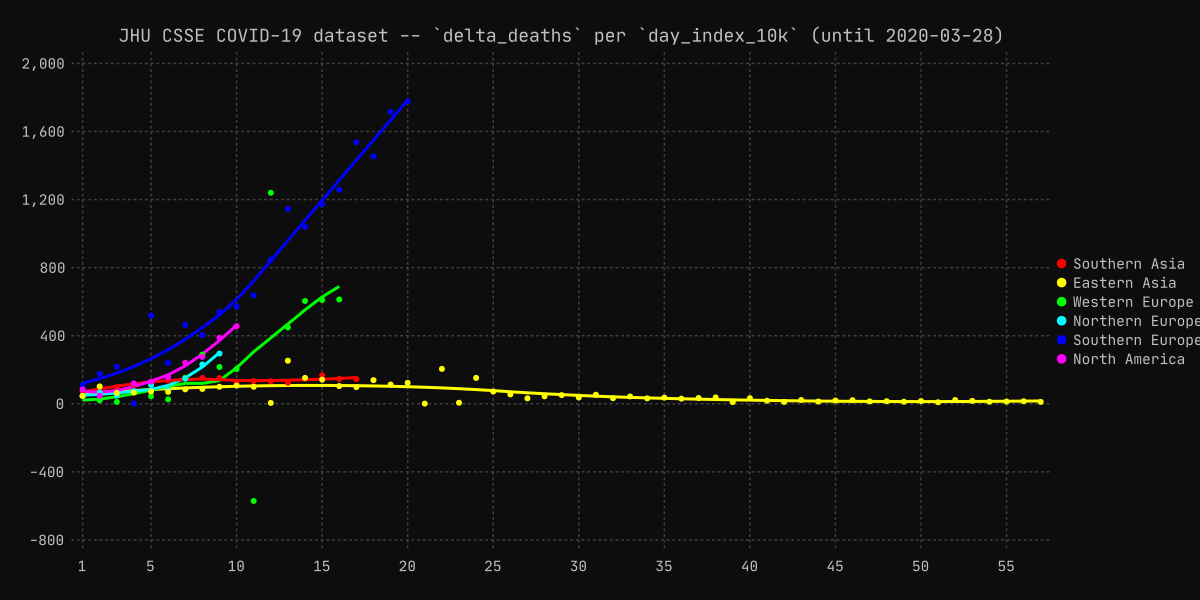 JHU CSSE COVID-19 dataset -- `delta_deaths` per `day_index_10k` (until 2020-03-28)
2,000
1,600
1,200
800
400
0
-400
-800
1 5 10 15 20 25 30 35 40 45 50 55
Southern Asia
Eastern Asia
Western Europe
Northern Europe
Southern Europe
North America